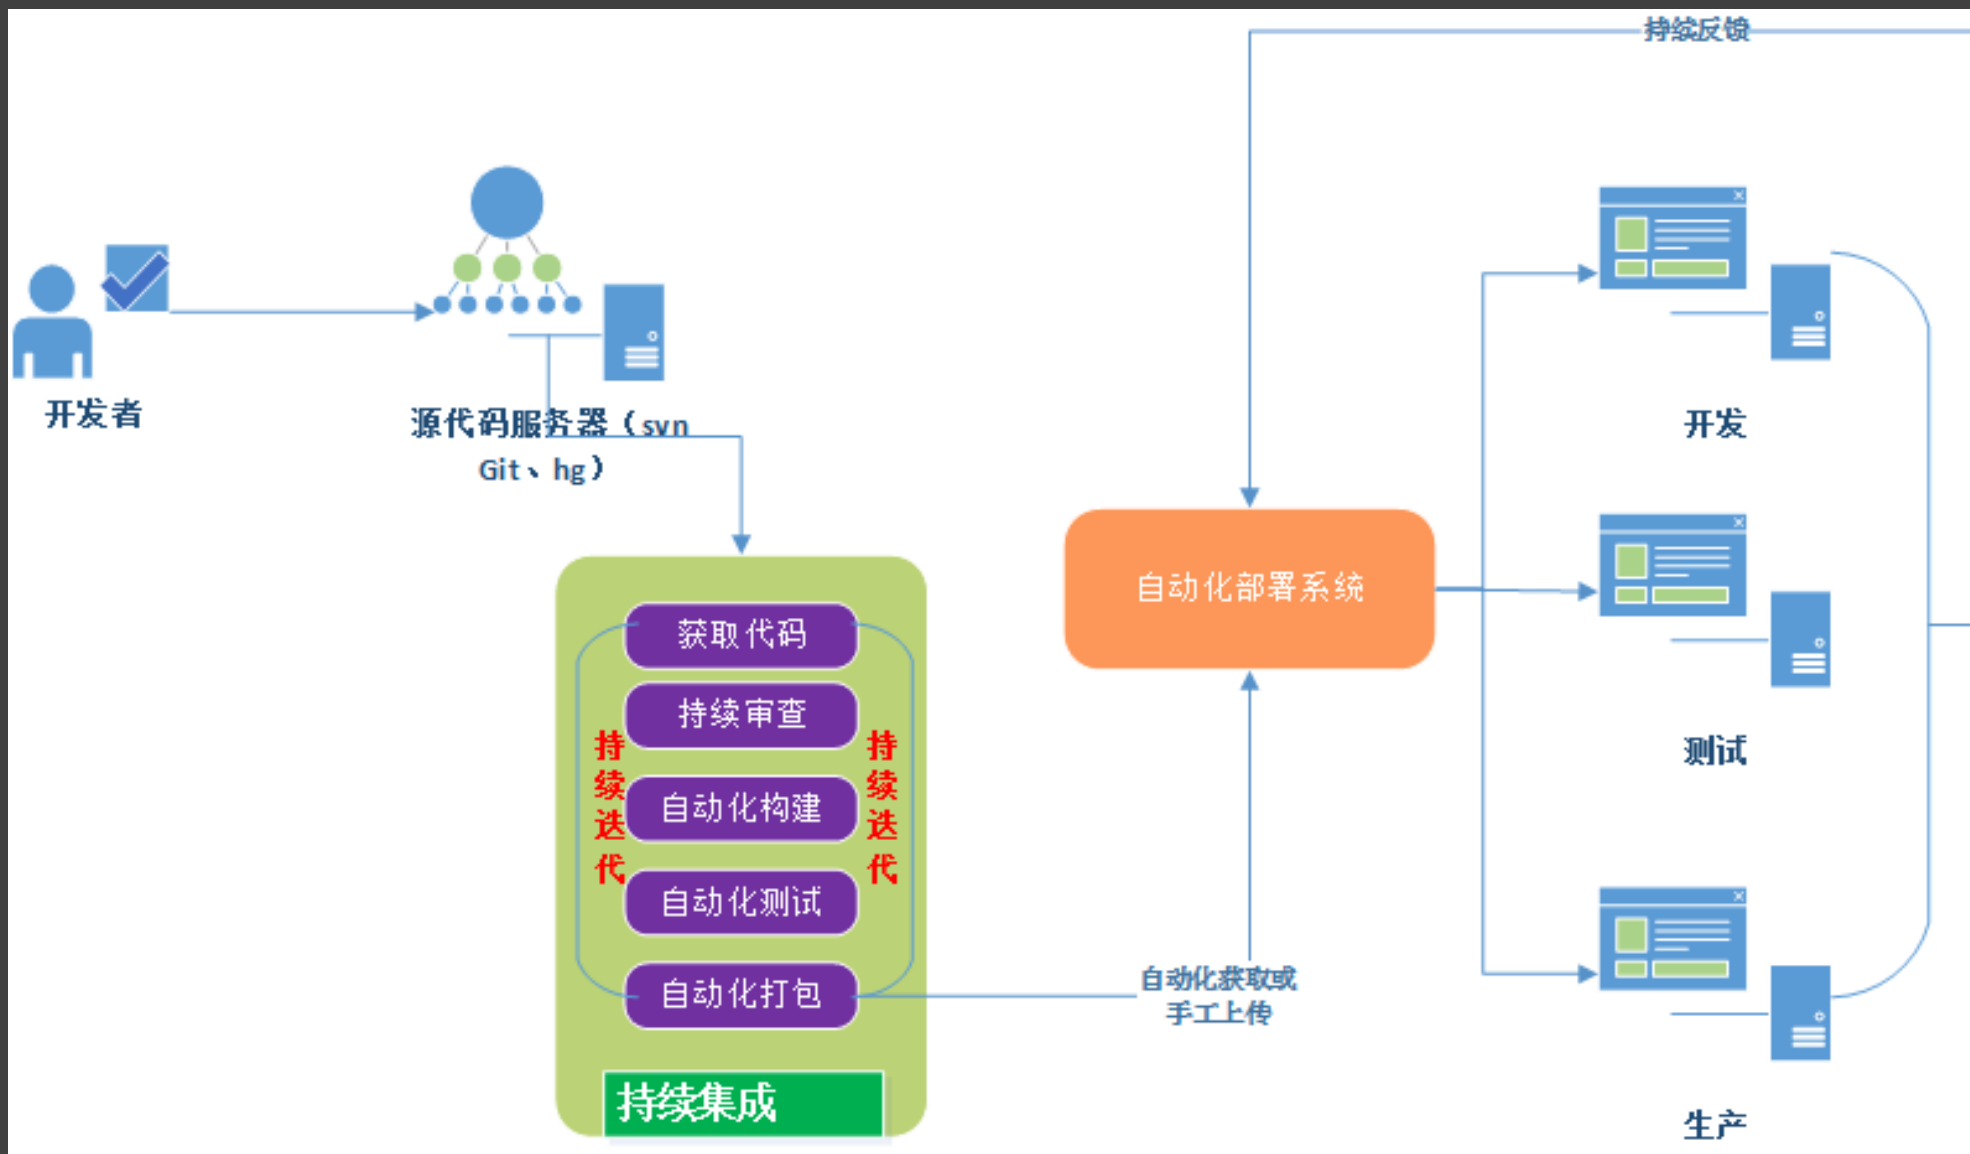 持续反馈
开发者
源代码服务器（svn
Git、hg）
获取代码
持续审查
自动化构建
自动化测试
自动化打包
持续迭代
持续迭代
持续集成
自动化获取或
手工上传
自动化部署系统
开发
测试
生产